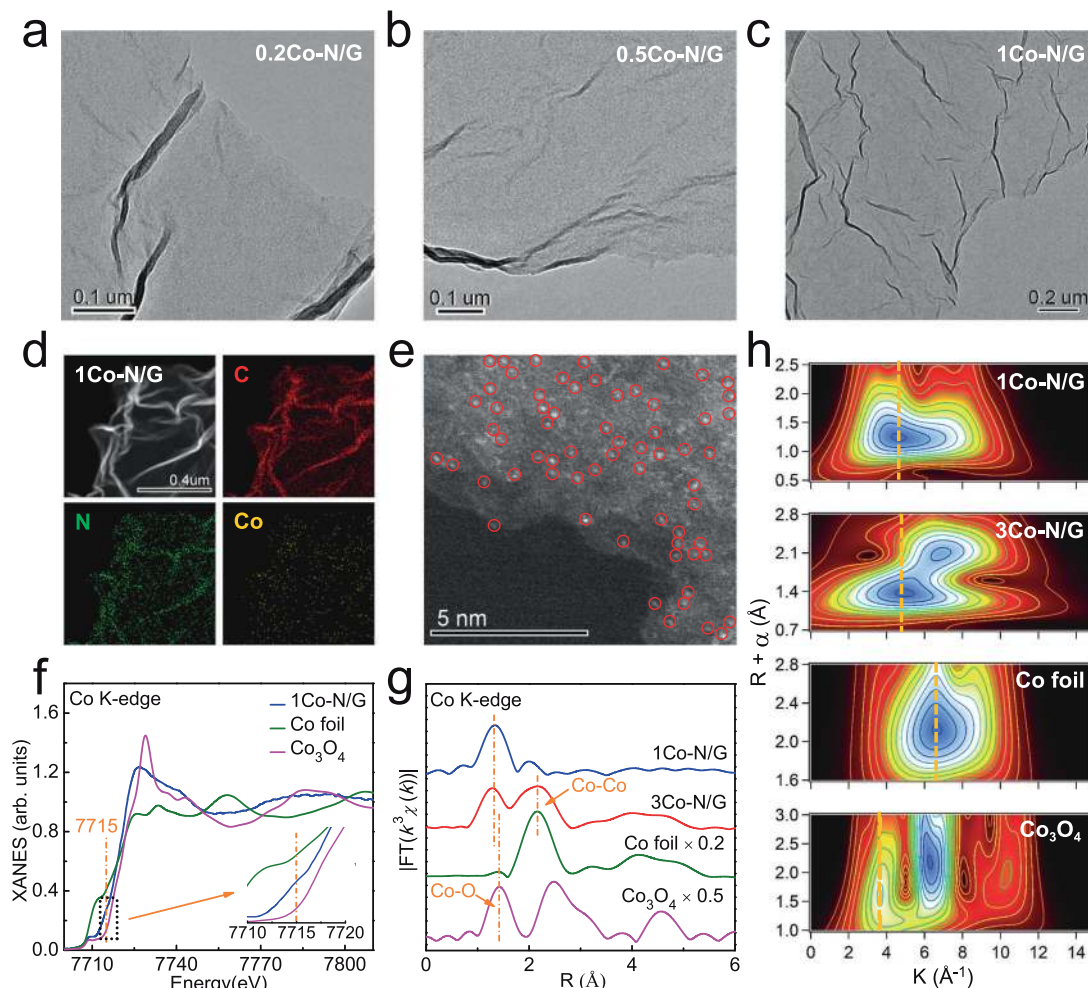 a
0.2Co-N/G
0.1 um
b
0.5Co-N/G
0.1 um
c
1Co-N/G
0.2 um
d
1Co-N/G
0.4um
C
N
Co
e
5 nm
f
Co K-edge
1Co-N/G
Co foil
Co₃O₄
7715
XANES (arb. units)
1.6
1.2
0.8
0.4
0.0
7710 7715 7720
7710 7740 7770 7800
Energy(eV)
g
Co K-edge
1Co-N/G
Co-Co
3Co-N/G
Co foil × 0.2
Co-O
Co₃O₄ × 0.5
|FT(k³χ(k))|
0 1 2 3 4 5 6
R (Å)
h
1Co-N/G
2.5
2.0
1.5
1.0
0.5
3Co-N/G
2.8
2.1
1.4
0.7
Co foil
2.8
2.4
2.0
1.6
Co₃O₄
3.0
2.5
2.0
1.5
1.0
R + α (Å)
0 2 4 6 8 10 12 14
K (Å⁻¹)